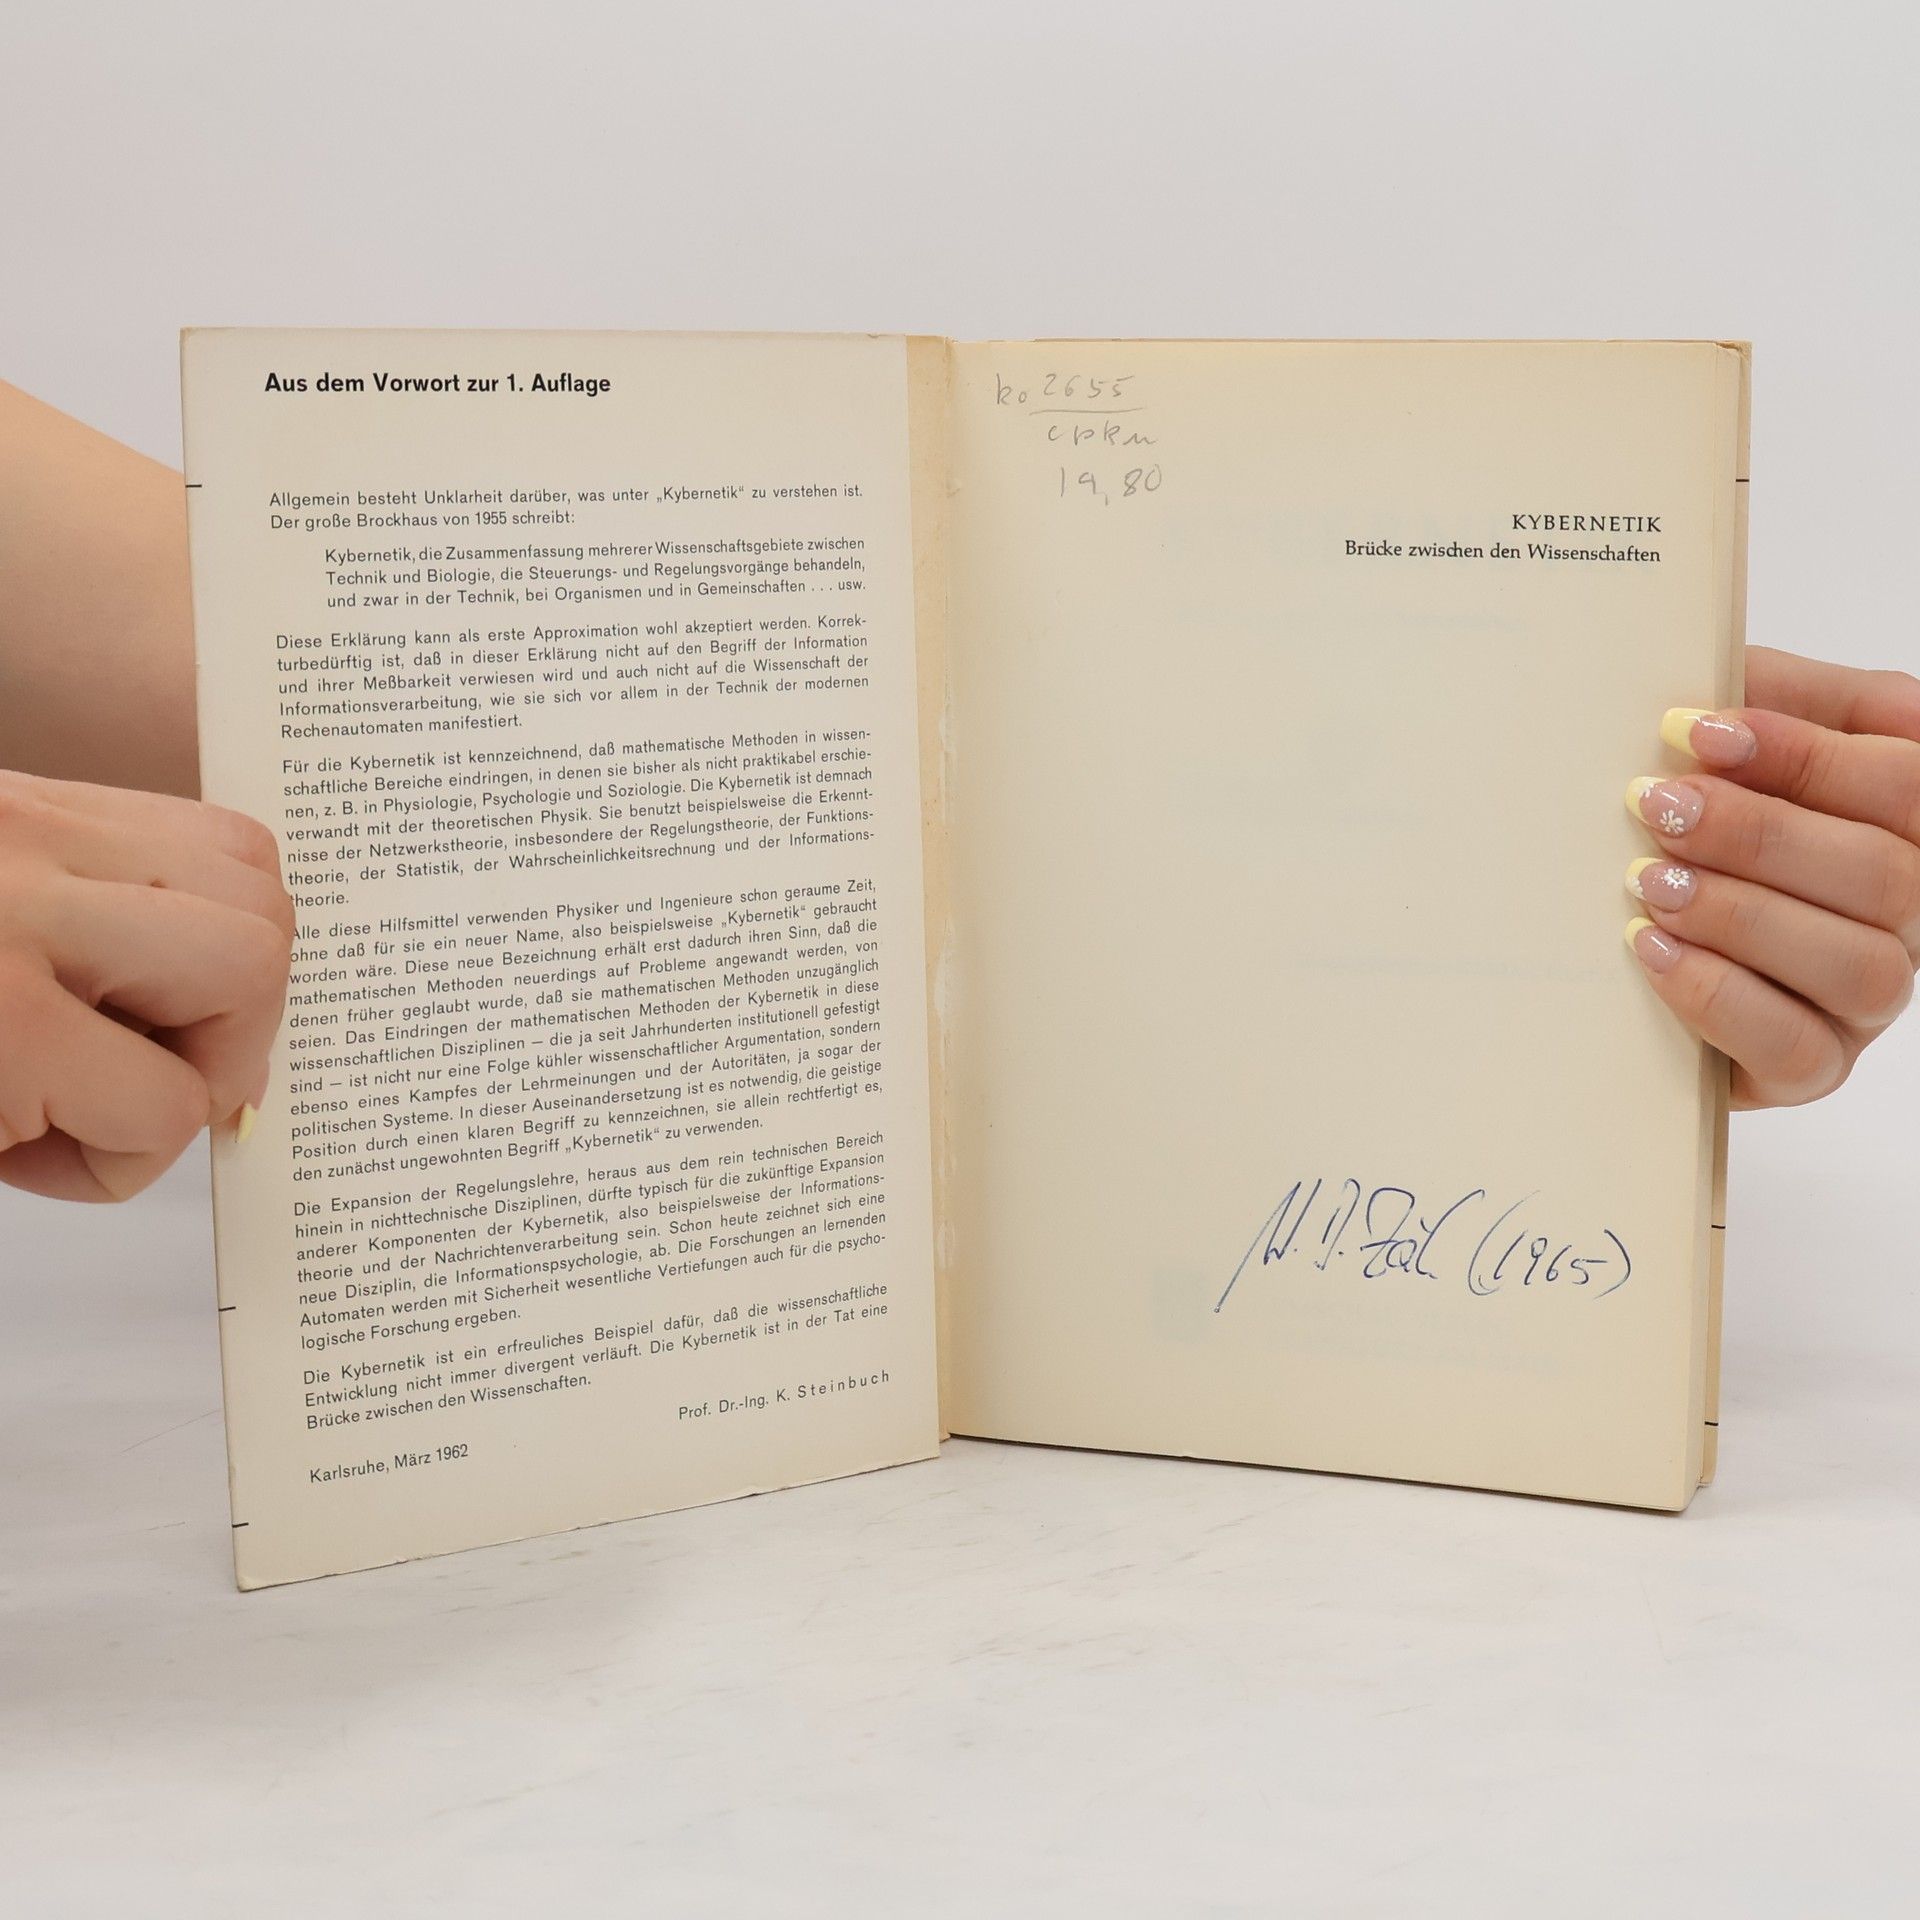 Aus dem Vorwort zur 1. Auflage
Allgemein besteht Unklarheit darüber, was unter „Kybernetik“ zu verstehen ist.
Der große Brockhaus von 1955 schreibt:
Kybernetik, die Zusammenfassung mehrerer Wissenschaftsgebiete zwischen
Technik und Biologie, die Steuerungs- und Regelungsvorgänge behandeln,
und zwar in der Technik, bei Organismen und in Gemeinschaften . . . usw.
Diese Erklärung kann als erste Approximation wohl akzeptiert werden. Korrek-
turbedürftig ist, daß in dieser Erklärung nicht auf den Begriff der Information
und ihrer Meßbarkeit verwiesen wird und auch nicht auf die Wissenschaft der
Informationsverarbeitung, wie sie sich vor allem in der Technik der modernen
Rechenautomaten manifestiert.
Für die Kybernetik ist kennzeichnend, daß mathematische Methoden in wissen-
schaftliche Bereiche eindringen, in denen sie bisher als nicht praktikabel erschie-
nen, z. B. in Physiologie, Psychologie und Soziologie. Die Kybernetik ist demnach
verwandt mit der theoretischen Physik. Sie benutzt beispielsweise die Erkennt-
nisse der Netzwerkstheorie, insbesondere der Regelungstheorie, der Funktions-
theorie, der Statistik, der Wahrscheinlichkeitsrechnung und der Informations-
theorie.
Alle diese Hilfsmittel verwenden Physiker und Ingenieure schon geraume Zeit,
ohne daß für sie ein neuer Name, also beispielsweise „Kybernetik“ gebraucht
worden wäre. Diese neue Bezeichnung erhält erst dadurch ihren Sinn, daß die
mathematischen Methoden neuerdings auf Probleme angewandt werden, von
denen früher geglaubt wurde, daß sie mathematischen Methoden unzugänglich
seien. Das Eindringen der mathematischen Methoden der Kybernetik in diese
wissenschaftlichen Disziplinen — die ja seit Jahrhunderten institutionell gefestigt
sind — ist nicht nur eine Folge kühler wissenschaftlicher Argumentation, sondern
ebenso eines Kampfes der Lehrmeinungen und der Autoritäten, ja sogar der
politischen Systeme. In dieser Auseinandersetzung ist es notwendig, die geistige
Position durch einen klaren Begriff zu kennzeichnen, sie allein rechtfertigt es,
den zunächst ungewohnten Begriff „Kybernetik“ zu verwenden.
Die Expansion der Regelungslehre, heraus aus dem rein technischen Bereich
hinein in nichttechnische Disziplinen, dürfte typisch für die zukünftige Expansion
anderer Komponenten der Kybernetik, also beispielsweise der Informations-
theorie und der Nachrichtenverarbeitung sein. Schon heute zeichnet sich eine
neue Disziplin, die Informationspsychologie, ab. Die Forschungen an lernenden
Automaten werden mit Sicherheit wesentliche Vertiefungen auch für die psycho-
logische Forschung ergeben.
Die Kybernetik ist ein erfreuliches Beispiel dafür, daß die wissenschaftliche
Entwicklung nicht immer divergent verläuft. Die Kybernetik ist in der Tat eine
Brücke zwischen den Wissenschaften.
Prof. Dr.-Ing. K. Steinbuch
Karlsruhe, März 1962
2655
19,80
KYBERNETIK
Brücke zwischen den Wissenschaften
(1965)